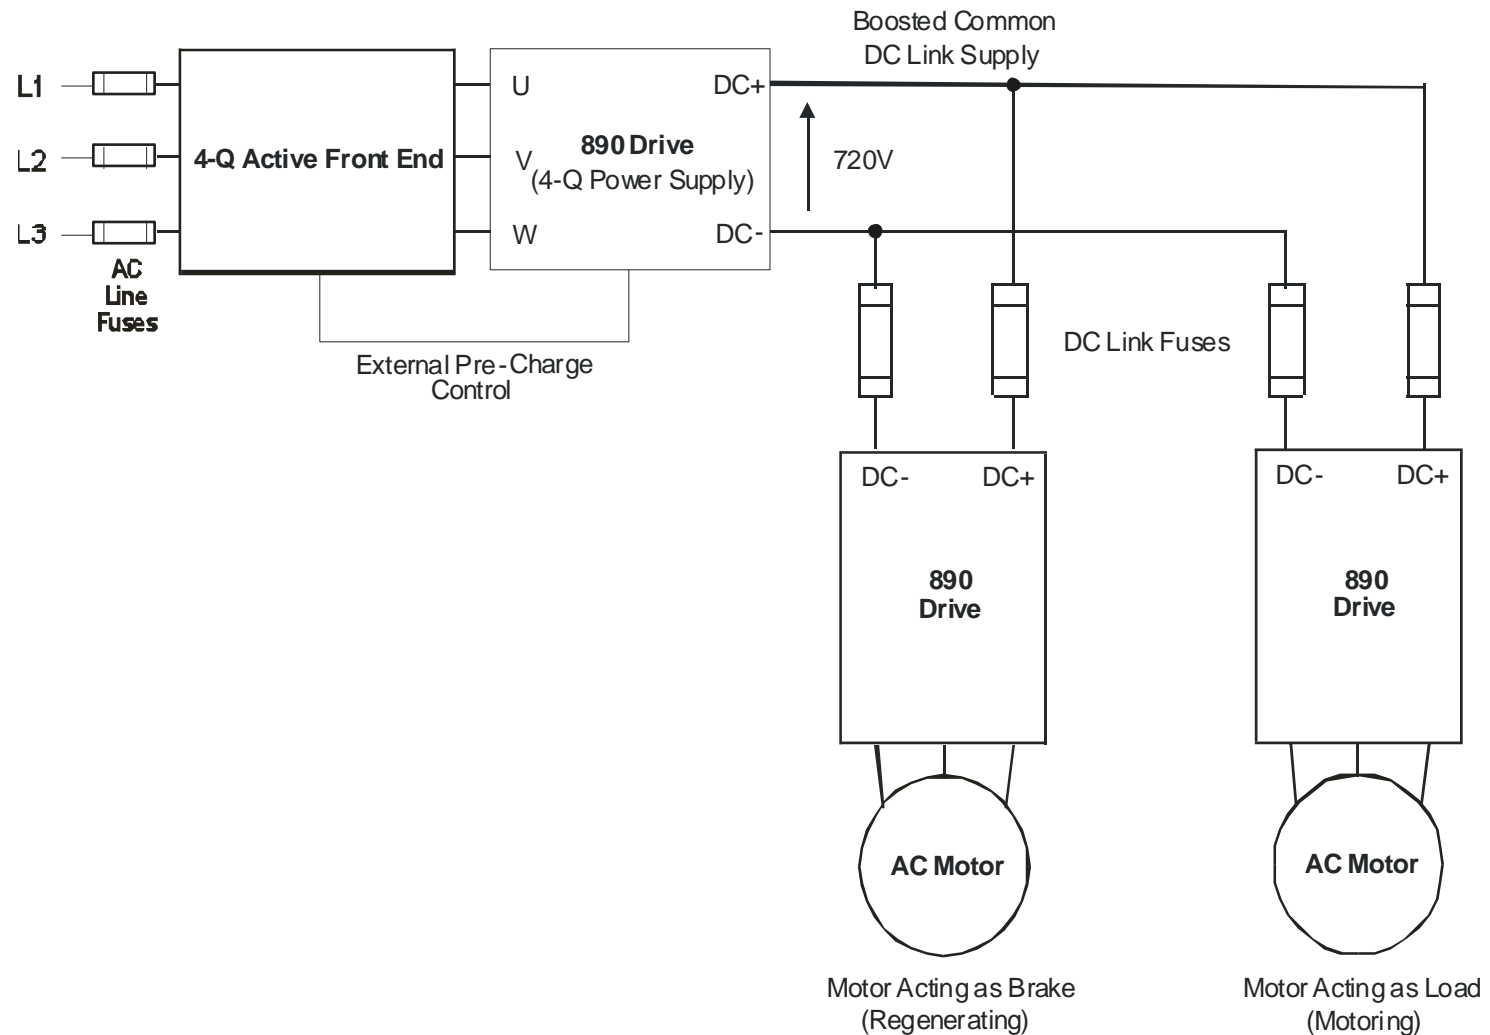 Boosted Common
DC Link Supply
L1
L2
L3
AC
Line
Fuses
4-Q Active Front End
U
V
W
890 Drive
(4-Q Power Supply)
DC+
DC-
720V
External Pre-Charge
Control
DC Link Fuses
DC-
DC+
890
Drive
AC Motor
Motor Acting as Brake
(Regenerating)
DC-
DC+
890
Drive
AC Motor
Motor Acting as Load
(Motoring)